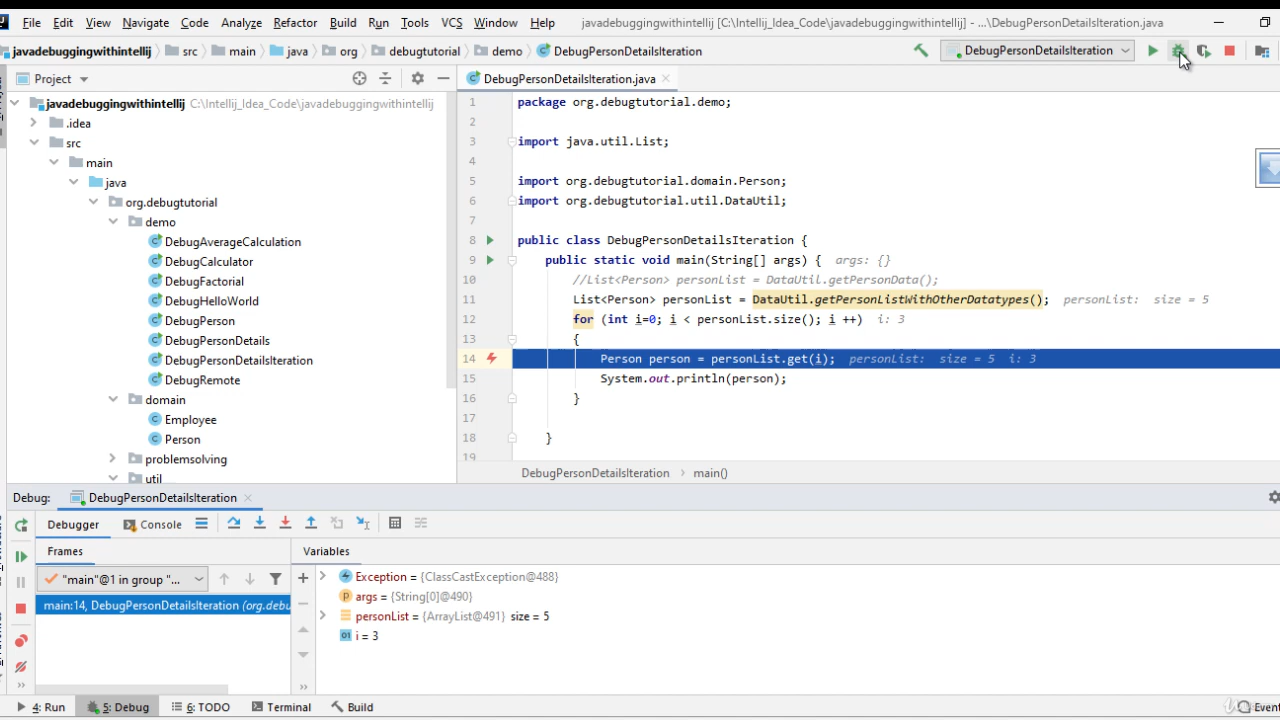 File Edit View Navigate Code Analyze Refactor Build Run Tools VCS Window Help javadebuggingwithintellij [C:\Intellij_Idea_Code\javadebuggingwithintellij] - ...\DebugPersonDetailsIteration.java
javadebuggingwithintellij src main java org debugtutorial demo DebugPersonDetailsIteration DebugPersonDetailsIteration
Project DebugPersonDetailsIteration.java
javadebuggingwithintellij C:\Intellij_Idea_Code\javadebuggingwithintellij
.idea
src
main
java
org.debugtutorial
demo
DebugAverageCalculation
DebugCalculator
DebugFactorial
DebugHelloWorld
DebugPerson
DebugPersonDetails
DebugPersonDetailsIteration
DebugRemote
domain
Employee
Person
problemsolving
util
1 package org.debugtutorial.demo;
2
3 import java.util.List;
4
5 import org.debugtutorial.domain.Person;
6 import org.debugtutorial.util.DataUtil;
7
8 public class DebugPersonDetailsIteration {
9 public static void main(String[] args) { args: {}
10 //List<Person> personList = DataUtil.getPersonData();
11 List<Person> personList = DataUtil.getPersonListWithOtherDatatypes(); personList: size = 5
12 for (int i=0; i < personList.size(); i ++) i: 3
13 {
14 Person person = personList.get(i); personList: size = 5 i: 3
15 System.out.println(person);
16 }
17
18 }
19
DebugPersonDetailsIteration main()
Debug: DebugPersonDetailsIteration
Debugger Console
Frames Variables
"main"@1 in group "...
main:14, DebugPersonDetailsIteration (org.debu
Exception = {ClassCastException@488}
args = {String[0]@490}
personList = {ArrayList@491} size = 5
i = 3
4: Run 5: Debug 6: TODO Terminal Build Event